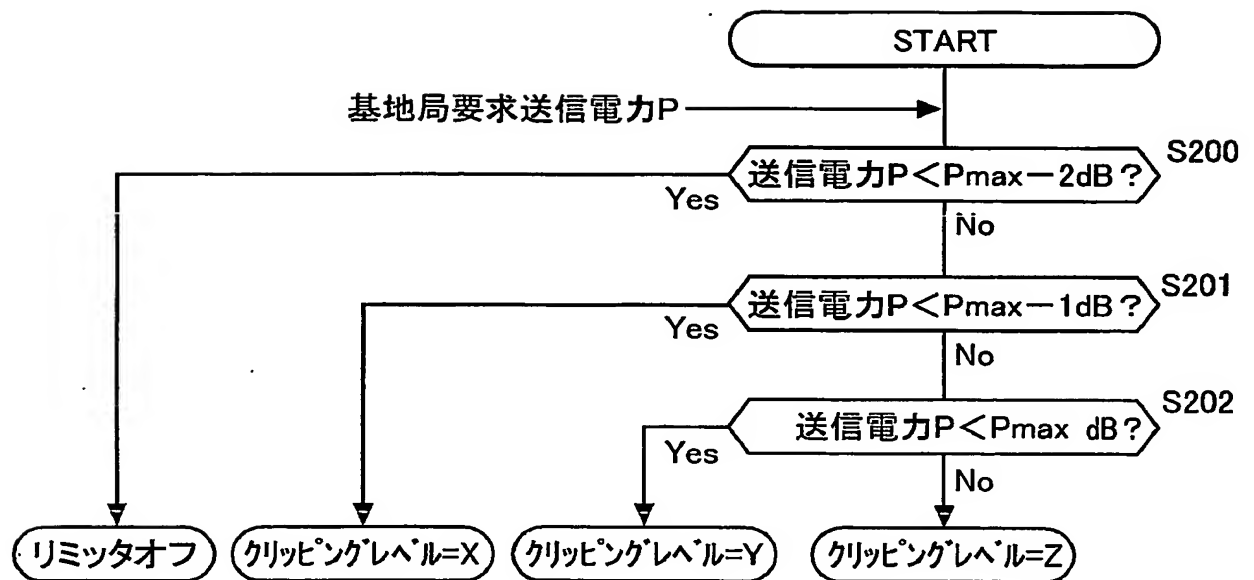 START
基地局要求送信電力P
送信電力P<Pmax-2dB?
S200
Yes
No
送信電力P<Pmax-1dB?
S201
Yes
No
送信電力P<Pmax dB?
S202
Yes
No
リミッタオフ
クリッピングレベル=X
クリッピングレベル=Y
クリッピングレベル=Z